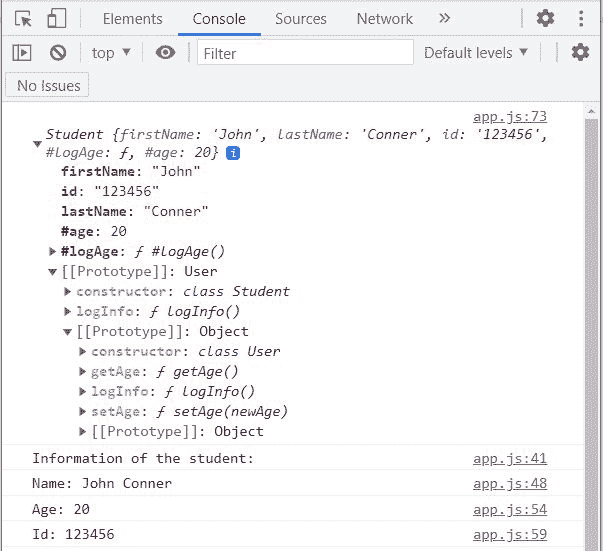 Elements Console Sources Network »
top ▼ Filter Default levels ▼
No Issues
app.js:73
Student {firstName: 'John', lastName: 'Conner', id: '123456',
#logAge: ƒ, #age: 20} i
firstName: "John"
id: "123456"
lastName: "Conner"
#age: 20
#logAge: ƒ #logAge()
[[Prototype]]: User
constructor: class Student
logInfo: ƒ logInfo()
[[Prototype]]: Object
constructor: class User
getAge: ƒ getAge()
logInfo: ƒ logInfo()
setAge: ƒ setAge(newAge)
[[Prototype]]: Object
Information of the student: app.js:41
Name: John Conner app.js:48
Age: 20 app.js:54
Id: 123456 app.js:59